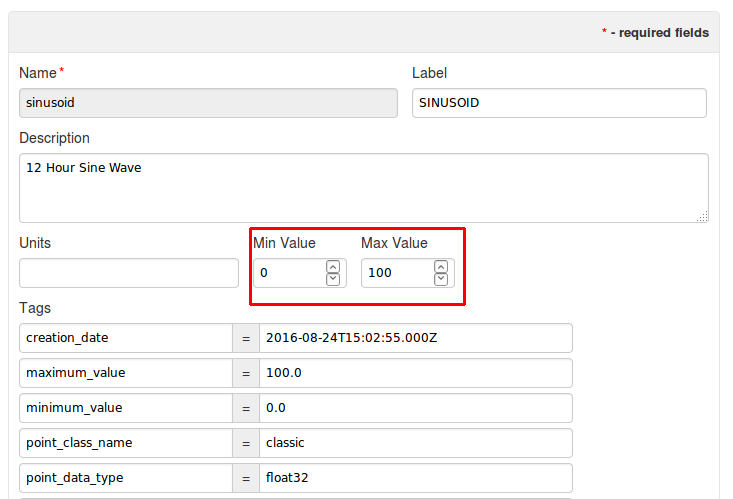 * - required fields
Name* Label
sinusoid SINUSOID
Description
12 Hour Sine Wave
Units Min Value Max Value
0 100
Tags
creation_date = 2016-08-24T15:02:55.000Z
maximum_value = 100.0
minimum_value = 0.0
point_class_name = classic
point_data_type = float32